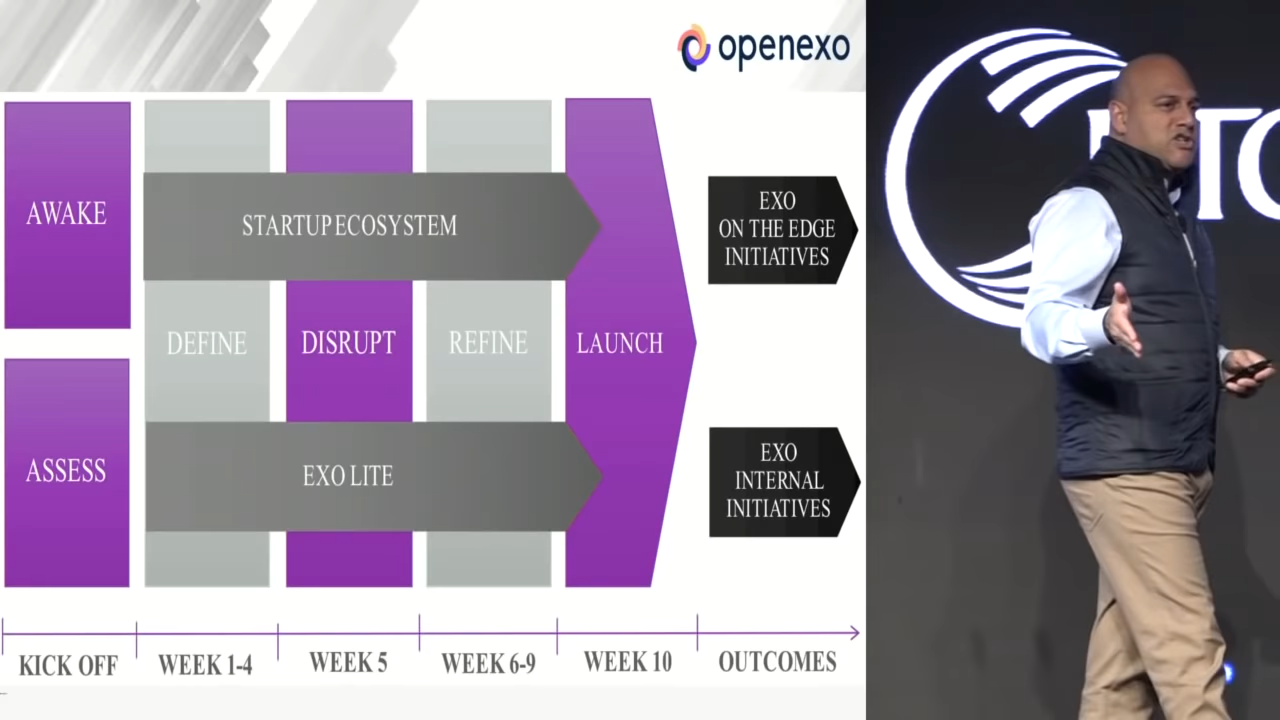 openexo
AWAKE
ASSESS
STARTUP ECOSYSTEM
DEFINE
DISRUPT
REFINE
LAUNCH
EXO LITE
EXO
ON THE EDGE
INITIATIVES
EXO
INTERNAL
INITIATIVES
KICK OFF
WEEK 1-4
WEEK 5
WEEK 6-9
WEEK 10
OUTCOMES